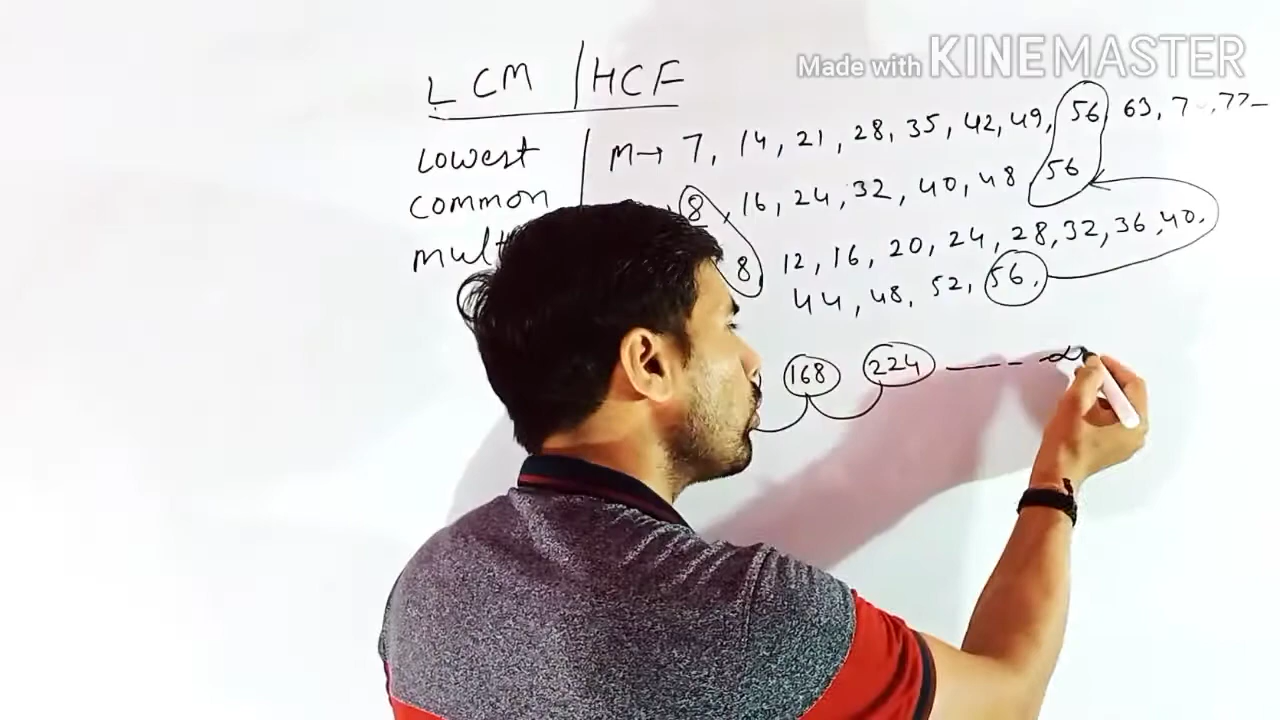 Made with KINEMASTER
LCM | HCF
Lowest
common
M → 7, 14, 21, 28, 35, 42, 49, 56, 63, 7 , 77 –
8, 16, 24, 32, 40, 48 56
8 12, 16, 20, 24, 28, 32, 36, 40,
44, 48, 52, 56,
168 224 — – – ∞